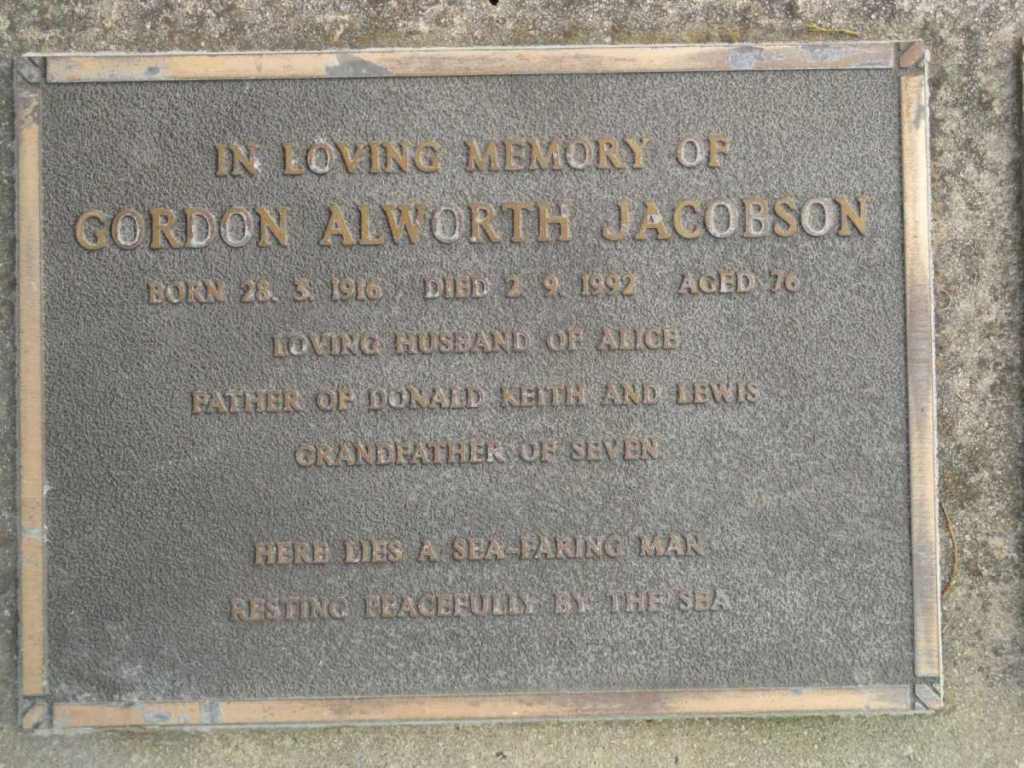 IN LOVING MEMORY OF
GORDON ALWORTH JACOBSON
BORN 28. 3. 1916 DIED 2 9. 1992 AGED 76
LOVING HUSBAND OF ALICE
FATHER OF DONALD KEITH AND LEWIS
GRANDFATHER OF SEVEN
HERE LIES A SEA-FARING MAN
RESTING PEACEFULLY BY THE SEA